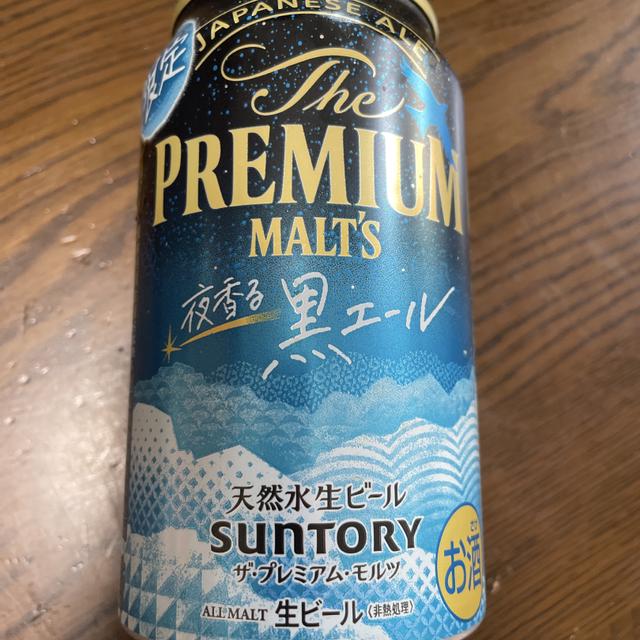 JAPANESE ALE
限定
The
PREMIUM
MALT'S
夜香る
黒エール
天然水生ビール
SUNTORY
ザ・プレミアム・モルツ
ALL MALT 生ビール〈非熱処理〉
お酒